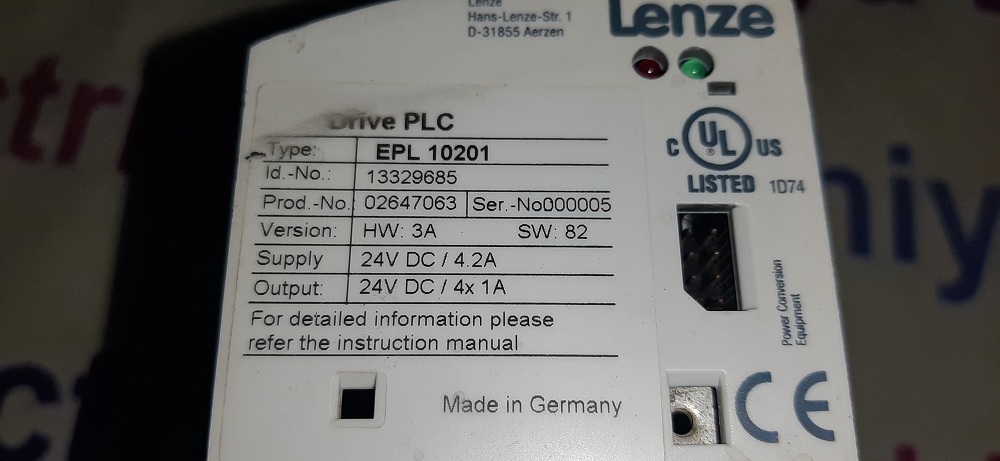 Lenze
Hans-Lenze-Str. 1
D-31855 Aerzen
Lenze
Drive PLC
Type: EPL 10201
Id.-No.: 13329685
Prod.-No. 02647063 Ser.-No000005
Version: HW: 3A SW: 82
Supply 24V DC / 4.2A
Output: 24V DC / 4x 1A
For detailed information please
refer the instruction manual
Made in Germany
C UL US
®
LISTED 1D74
Power Conversion
Equipment
CE